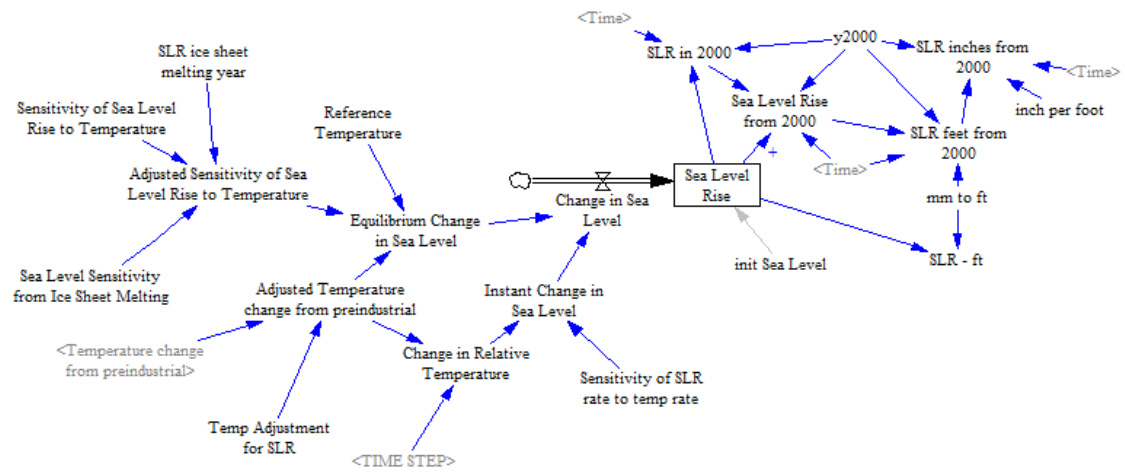 <Time>
SLR in 2000
y2000
SLR inches from
2000
<Time>
inch per foot
SLR ice sheet
melting year
Sensitivity of Sea Level
Rise to Temperature
Reference
Temperature
Sea Level Rise
from 2000
+
SLR feet from
2000
<Time>
Adjusted Sensitivity of Sea
Level Rise to Temperature
Sea Level
Rise
mm to ft
Change in Sea
Level
Equilibrium Change
in Sea Level
init Sea Level
SLR - ft
Sea Level Sensitivity
from Ice Sheet Melting
Adjusted Temperature
change from preindustrial
Instant Change in
Sea Level
<Temperature change
from preindustrial>
Change in Relative
Temperature
Sensitivity of SLR
rate to temp rate
Temp Adjustment
for SLR
<TIME STEP>